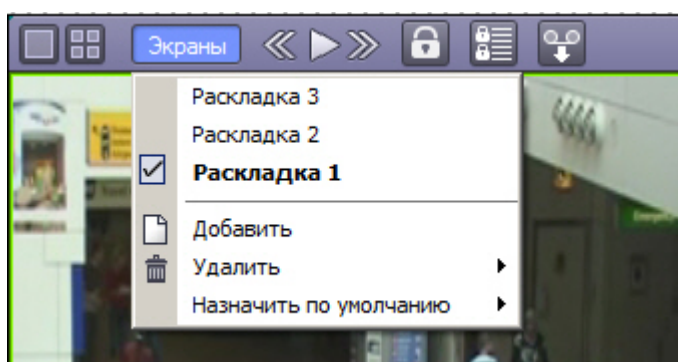 Экраны
Раскладка 3
Раскладка 2
Раскладка 1
Добавить
Удалить
Назначить по умолчанию